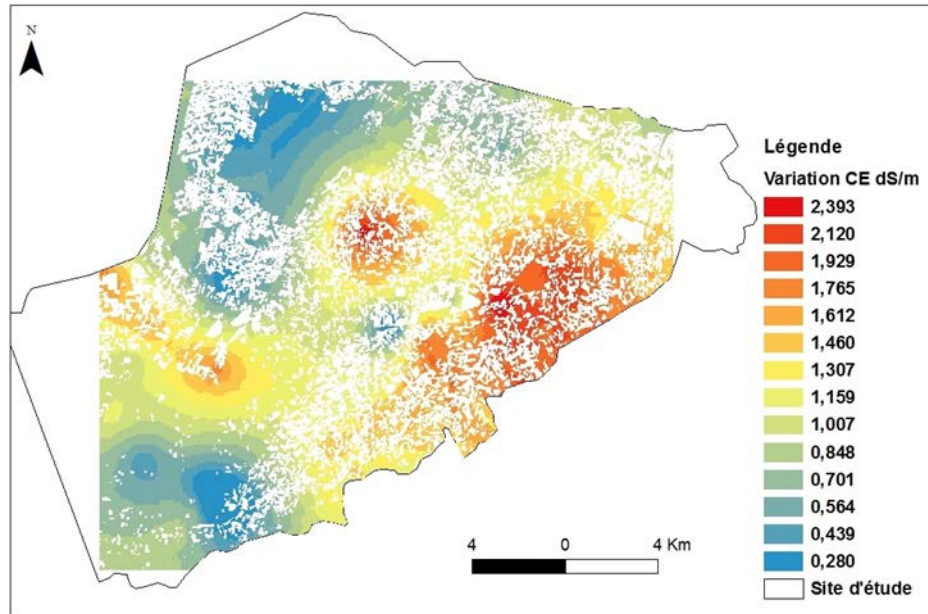 N
Légende
Variation CE dS/m
2,393
2,120
1,929
1,765
1,612
1,460
1,307
1,159
1,007
0,848
0,701
0,564
0,439
0,280
Site d'étude
4 0 4 Km